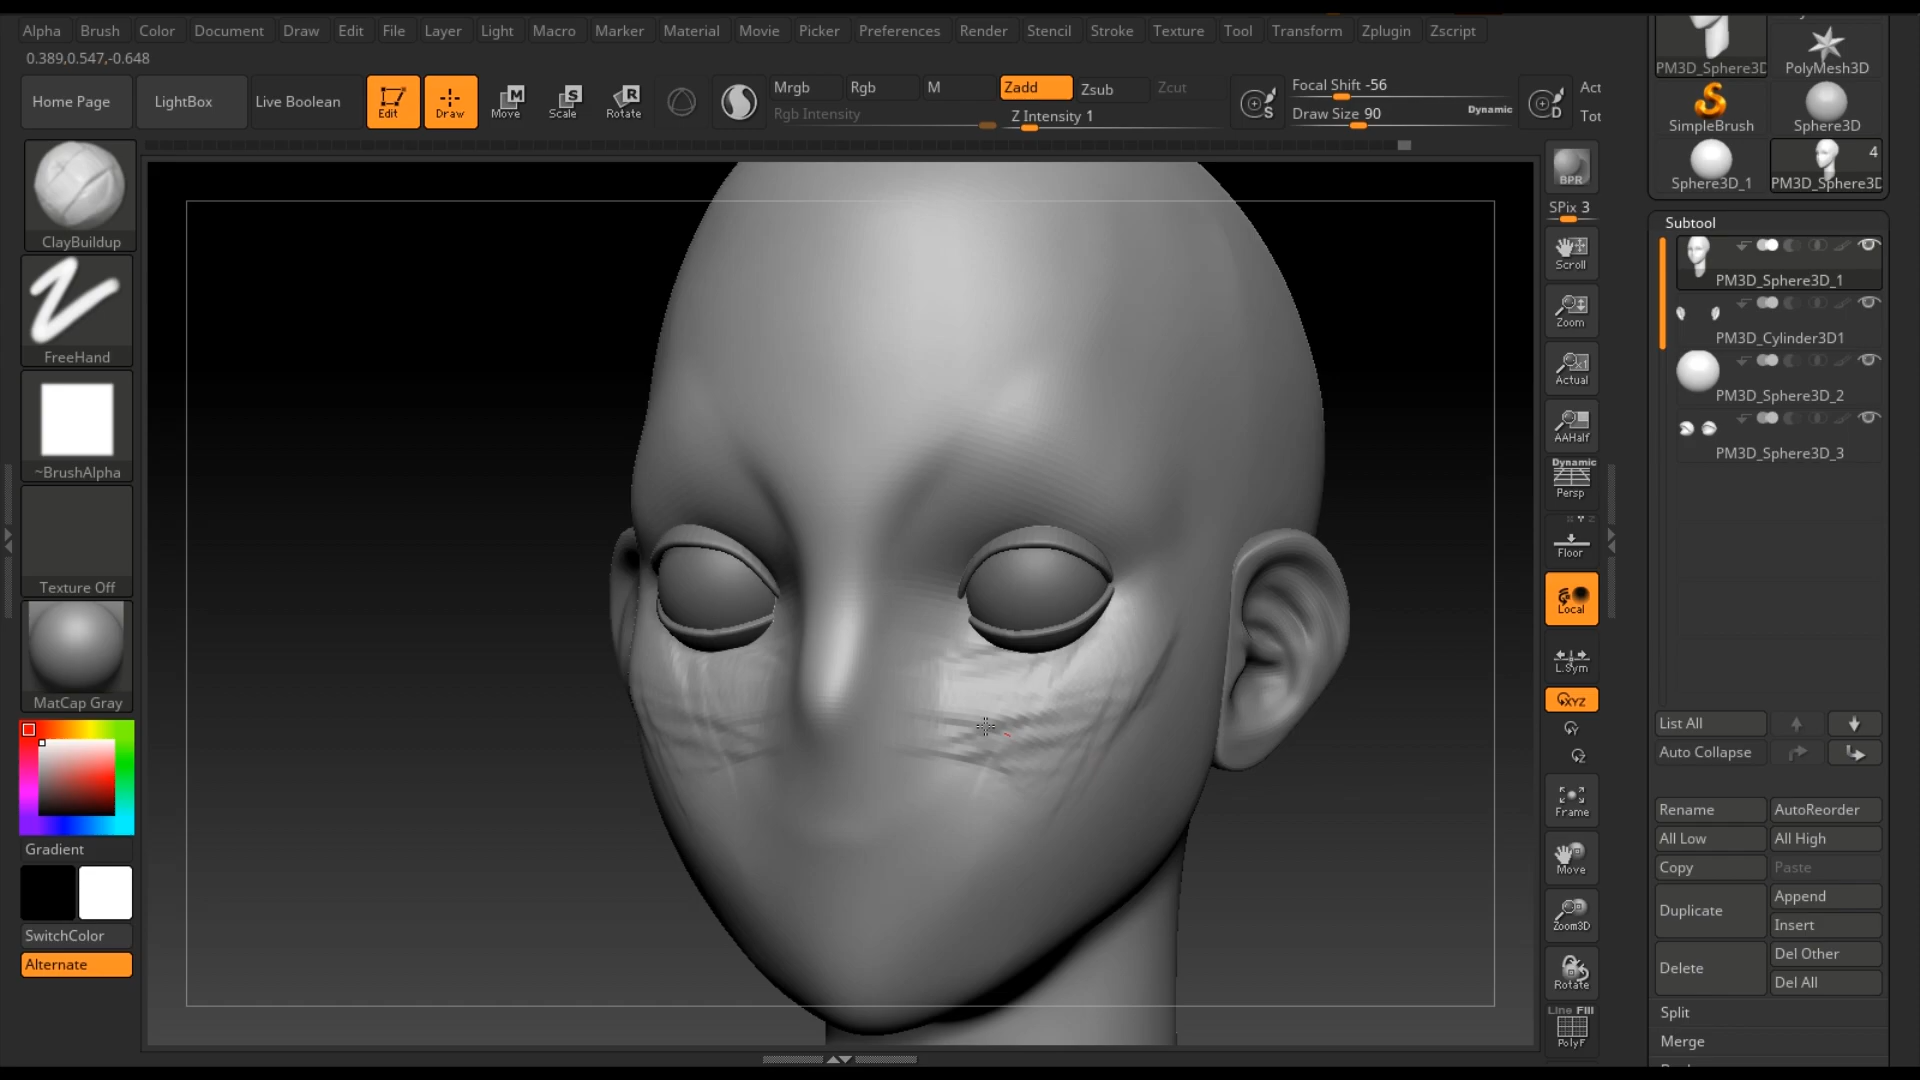 Alpha Brush Color Document Draw Edit File Layer Light Macro Marker Material Movie Picker Preferences Render Stencil Stroke Texture Tool Transform Zplugin Zscript
0.389,0.547,-0.648
Home Page LightBox Live Boolean Edit Draw Move Scale Rotate
M S R
Mrgb Rgb M Zadd Zsub Zcut
Rgb Intensity Z Intensity 1
S
Focal Shift -56
Draw Size 90 Dynamic
D
Act
Tot
ClayBuildup
FreeHand
~BrushAlpha
Texture Off
MatCap Gray
Gradient
SwitchColor
Alternate
BPR
SPix 3
Scroll
Zoom
Actual
AAHalf
Dynamic
Persp
Floor
Local
L.Sym
XYZ
Y
Z
Frame
Move
Zoom3D
Rotate
Line Fill
PolyF
PM3D_Sphere3D PolyMesh3D
SimpleBrush Sphere3D
4
Sphere3D_1 PM3D_Sphere3D
Subtool
PM3D_Sphere3D_1
PM3D_Cylinder3D1
PM3D_Sphere3D_2
PM3D_Sphere3D_3
List All
Auto Collapse
Rename AutoReorder
All Low All High
Copy Paste
Duplicate Append
Insert
Delete Del Other
Del All
Split
Merge